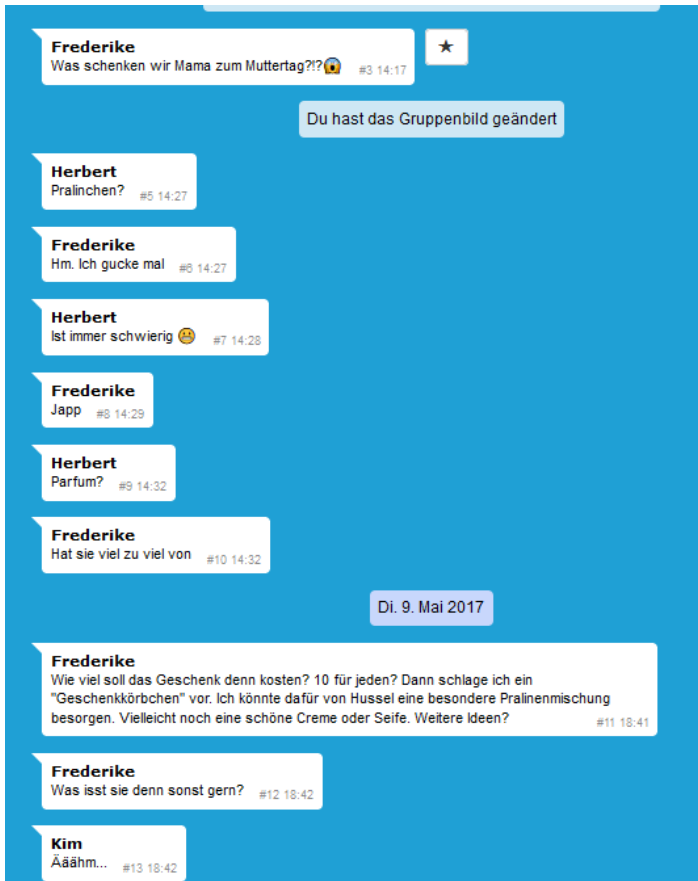 Frederike
Was schenken wir Mama zum Muttertag?!?😱 #3 14:17
★
Du hast das Gruppenbild geändert
Herbert
Pralinchen? #5 14:27
Frederike
Hm. Ich gucke mal #6 14:27
Herbert
Ist immer schwierig 😬 #7 14:28
Frederike
Japp #8 14:29
Herbert
Parfum? #9 14:32
Frederike
Hat sie viel zu viel von #10 14:32
Di. 9. Mai 2017
Frederike
Wie viel soll das Geschenk denn kosten? 10 für jeden? Dann schlage ich ein
"Geschenkkörbchen" vor. Ich könnte dafür von Hussel eine besondere Pralinenmischung
besorgen. Vielleicht noch eine schöne Creme oder Seife. Weitere Ideen? #11 18:41
Frederike
Was isst sie denn sonst gern? #12 18:42
Kim
Ääähm... #13 18:42